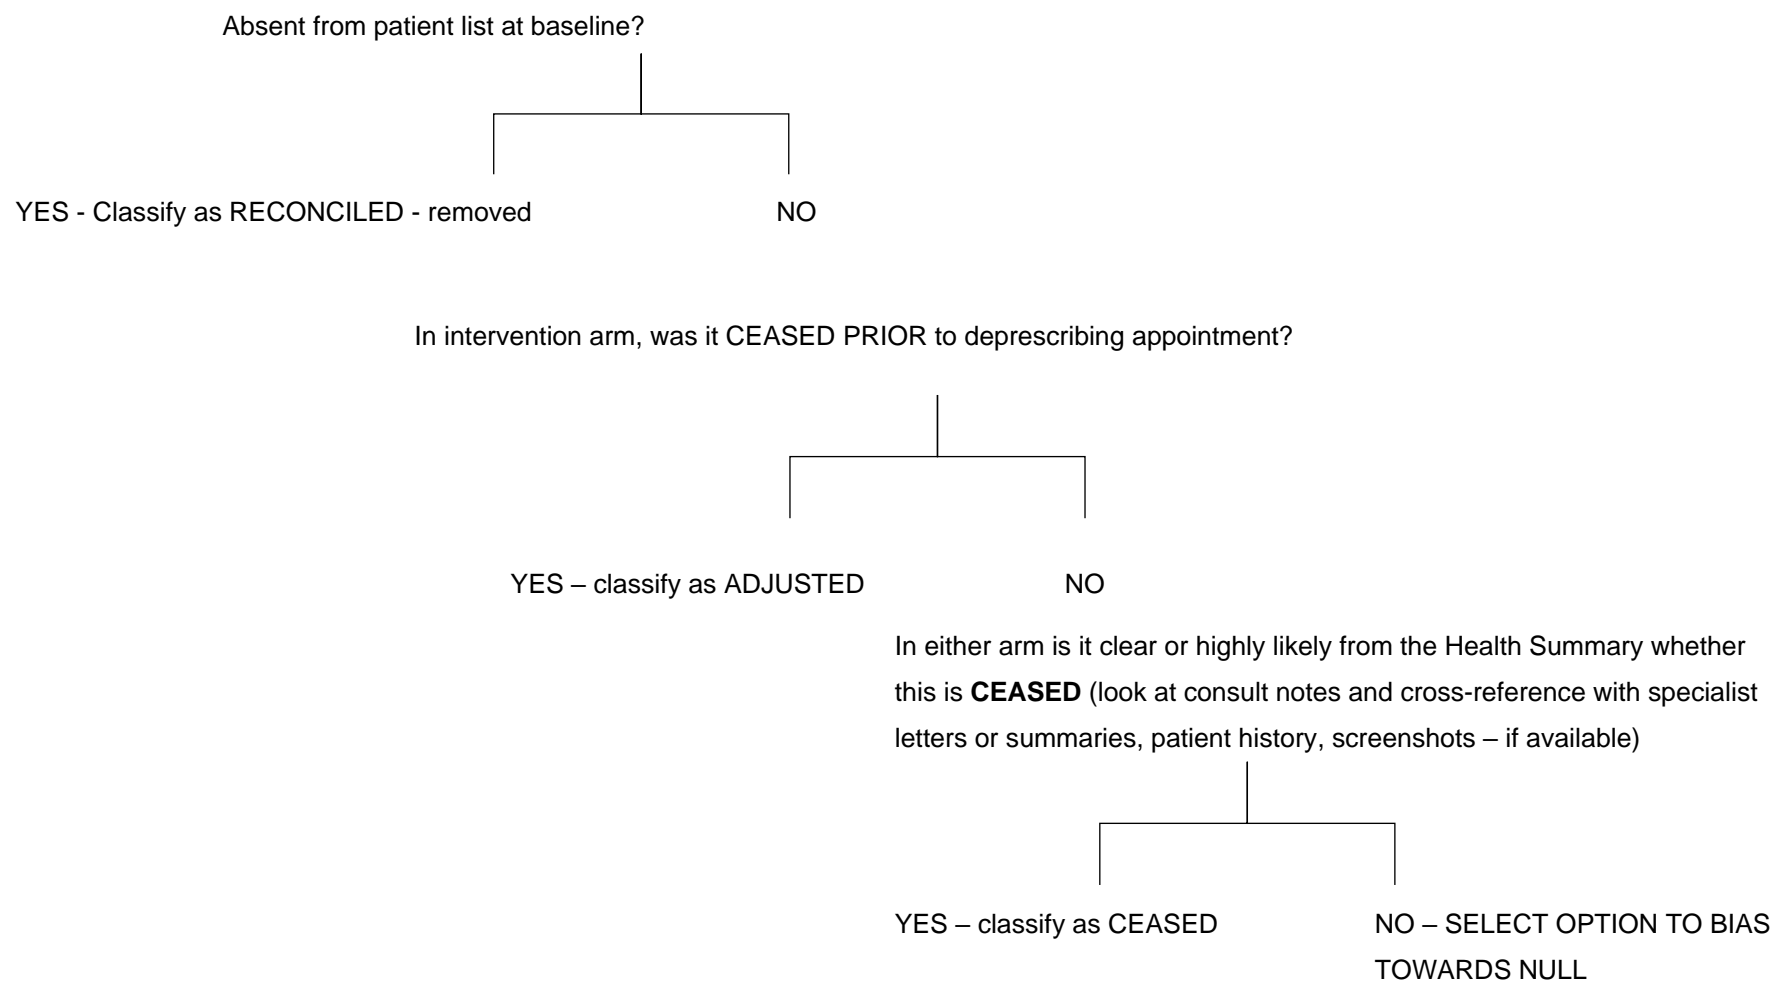 Absent from patient list at baseline?
YES - Classify as RECONCILED - removed
NO
In intervention arm, was it CEASED PRIOR to deprescribing appointment?
YES – classify as ADJUSTED
NO
In either arm is it clear or highly likely from the Health Summary whether
this is CEASED (look at consult notes and cross-reference with specialist
letters or summaries, patient history, screenshots – if available)
YES – classify as CEASED
NO – SELECT OPTION TO BIAS
TOWARDS NULL